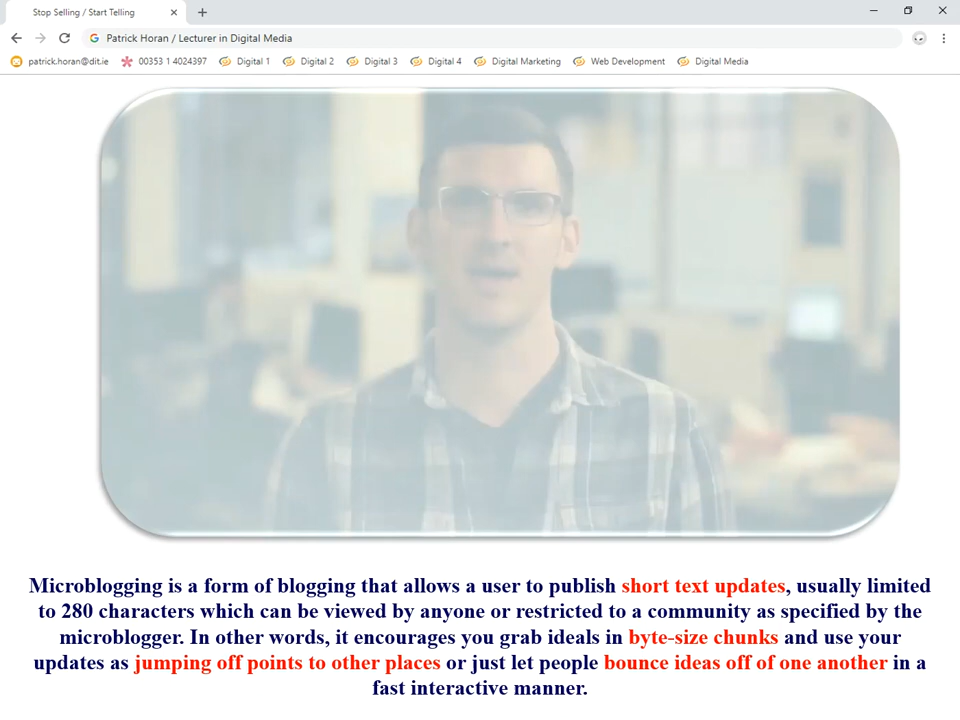 Stop Selling / Start Telling
Patrick Horan / Lecturer in Digital Media
patrick.horan@dit.ie 00353 1 4024397 Digital 1 Digital 2 Digital 3 Digital 4 Digital Marketing Web Development Digital Media
Microblogging is a form of blogging that allows a user to publish short text updates, usually limited
to 280 characters which can be viewed by anyone or restricted to a community as specified by the
microblogger. In other words, it encourages you grab ideals in byte-size chunks and use your
updates as jumping off points to other places or just let people bounce ideas off of one another in a
fast interactive manner.